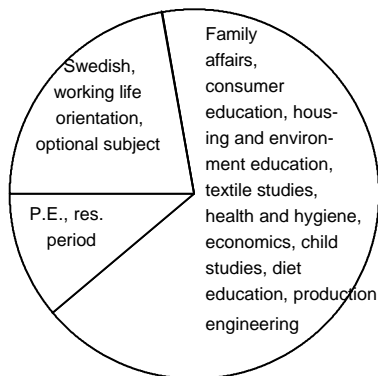 Swedish,
working life
orientation,
optional subject
P.E., res.
period
Family
affairs,
consumer
education, hous-
ing and environ-
ment education,
textile studies,
health and hygiene,
economics, child
studies, diet
education, production
engineering